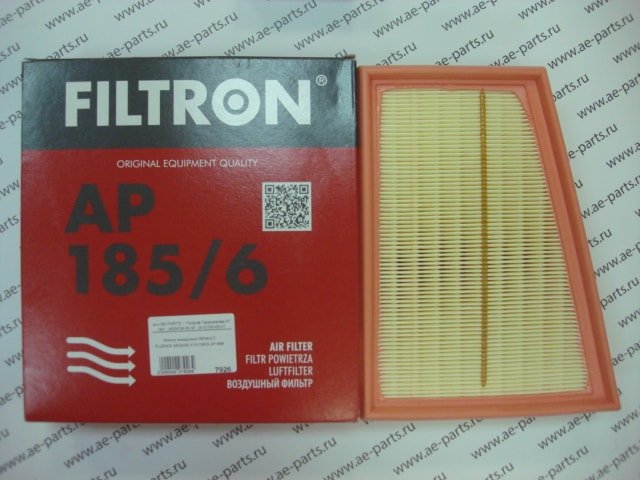 FILTRON®
ORIGINAL EQUIPMENT QUALITY
AP
185/6
AIR FILTER
FILTR POWIETRZA
LUFTFILTER
ВОЗДУШНЫЙ ФИЛЬТР
7926
www.ae-parts.ru